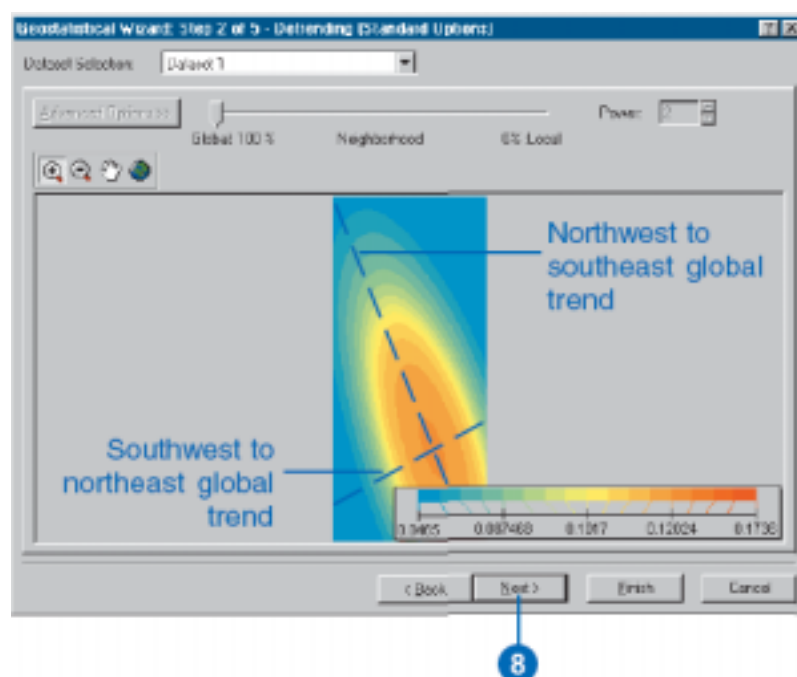 Geostatistical Wizard: Step 2 of 5 - Detrending (Standard Options)
Dataset Selection: Dataset 1
Advanced Options >>
Power: 2
Global 100 % Neighborhood 0% Local
Northwest to
southeast global
trend
Southwest to
northeast global
trend
0.087468 0.1017 0.12024 0.1736
< Back Next > Finish Cancel
8